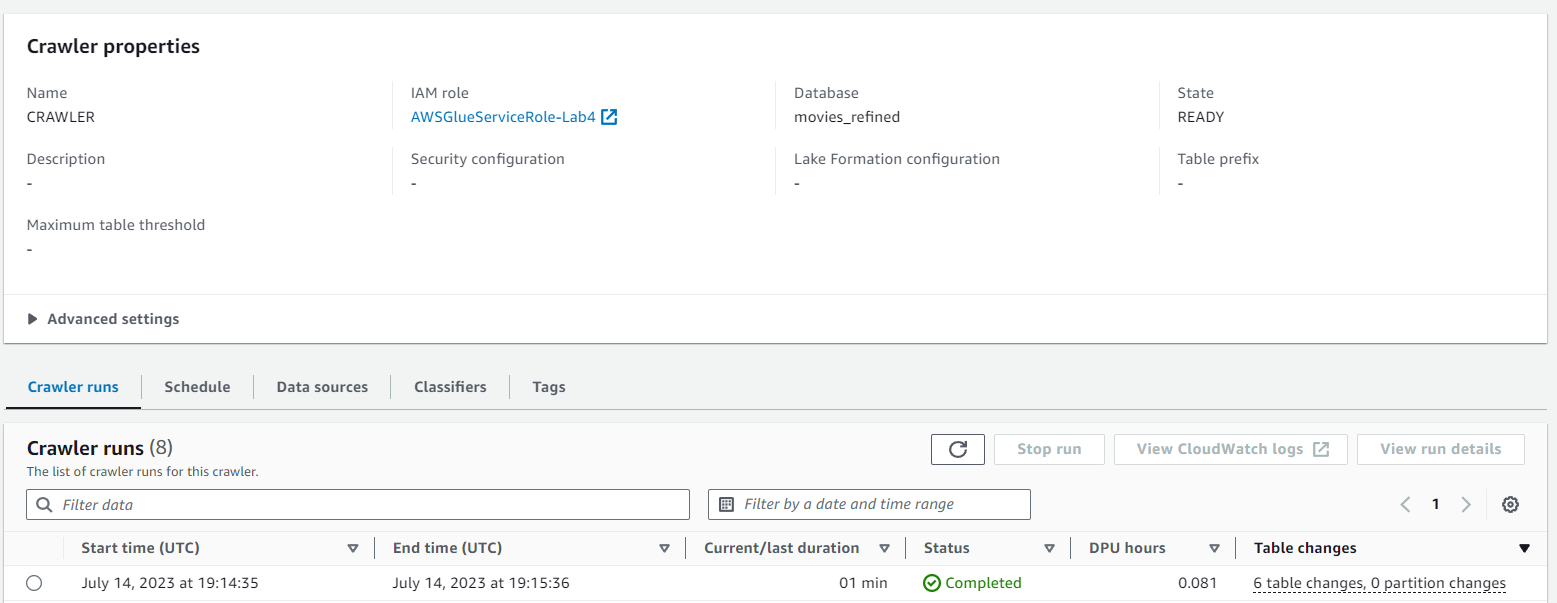 Crawler properties
Name
IAM role
Database
State
CRAWLER
AWSGlueServiceRole-Lab4
movies_refined
READY
Description
Security configuration
Lake Formation configuration
Table prefix
-
-
-
-
Maximum table threshold
-
Advanced settings
Crawler runs
Schedule
Data sources
Classifiers
Tags
Crawler runs (8)
Stop run
View CloudWatch logs
View run details
The list of crawler runs for this crawler.
Filter data
Filter by a date and time range
1
Start time (UTC)
End time (UTC)
Current/last duration
Status
DPU hours
Table changes
July 14, 2023 at 19:14:35
July 14, 2023 at 19:15:36
01 min
Completed
0.081
6 table changes, 0 partition changes